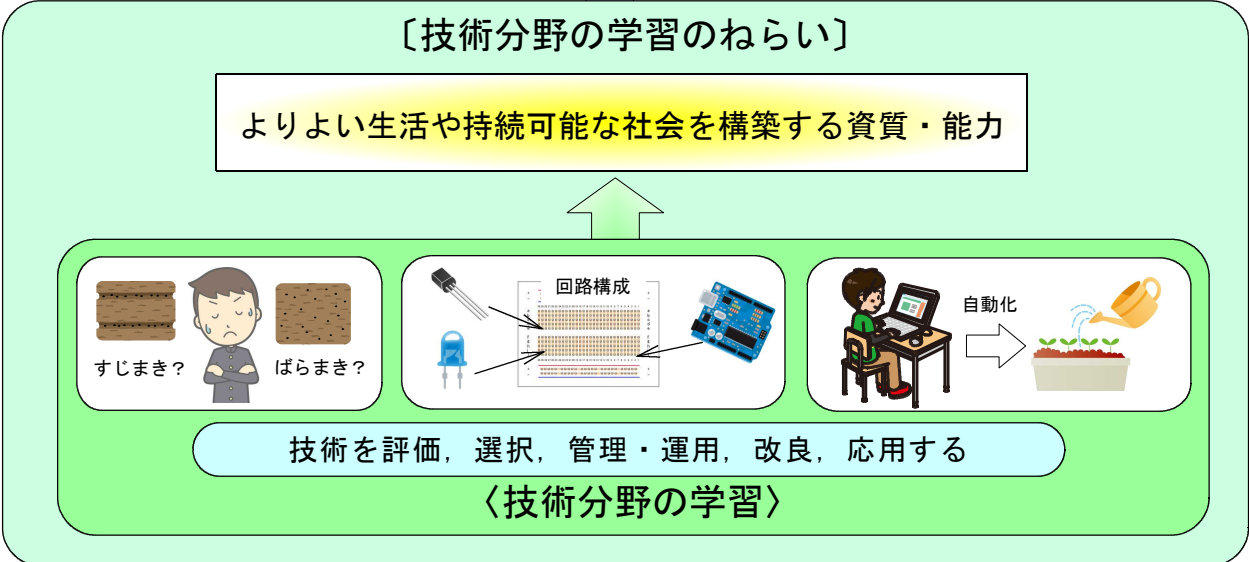 〔技術分野の学習のねらい〕
よりよい生活や持続可能な社会を構築する資質・能力
すじまき？
ばらまき？
回路構成
自動化
技術を評価，選択，管理・運用，改良，応用する
〈技術分野の学習〉